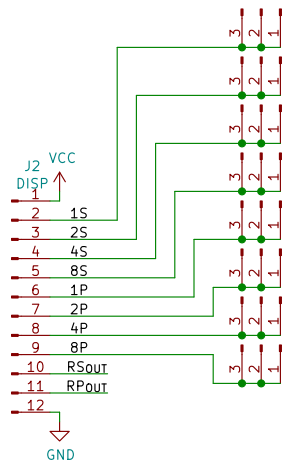 3 2 1
3 2 1
3 2 1
3 2 1
3 2 1
3 2 1
3 2 1
3 2 1
J2
DISP
VCC
1
2 1S
3 2S
4 4S
5 8S
6 1P
7 2P
8 4P
9 8P
10 RSOUT
11 RPOUT
12
GND